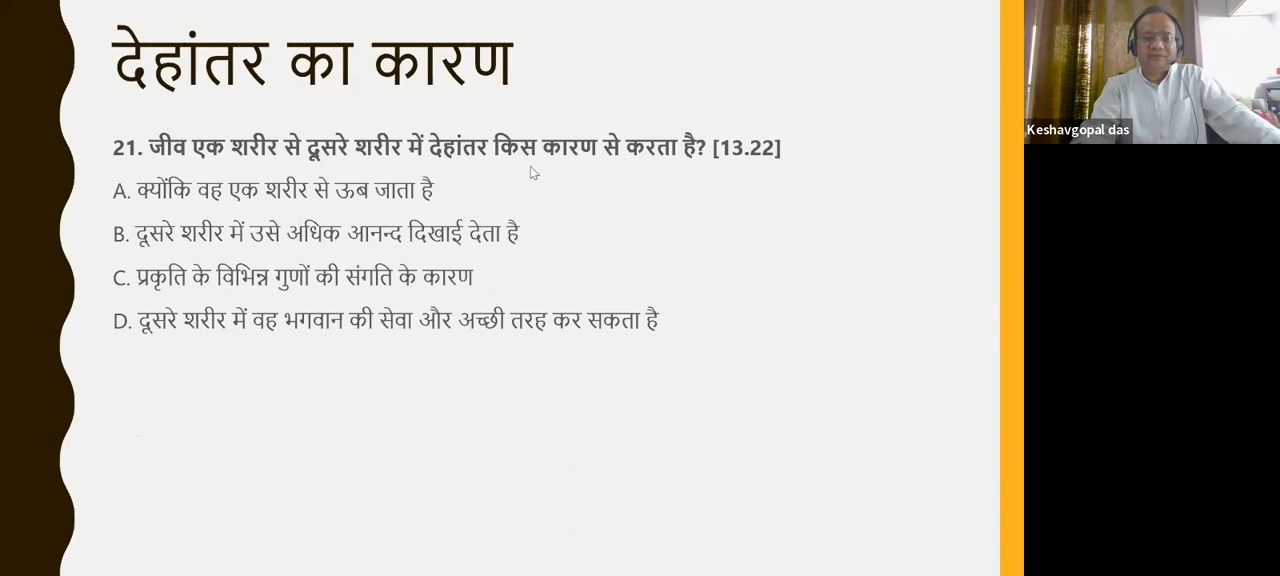 देहांतर का कारण
21. जीव एक शरीर से दूसरे शरीर में देहांतर किस कारण से करता है? [13.22]
A. क्योंकि वह एक शरीर से ऊब जाता है
B. दूसरे शरीर में उसे अधिक आनन्द दिखाई देता है
C. प्रकृति के विभिन्न गुणों की संगति के कारण
D. दूसरे शरीर में वह भगवान की सेवा और अच्छी तरह कर सकता है
Keshavgopal das